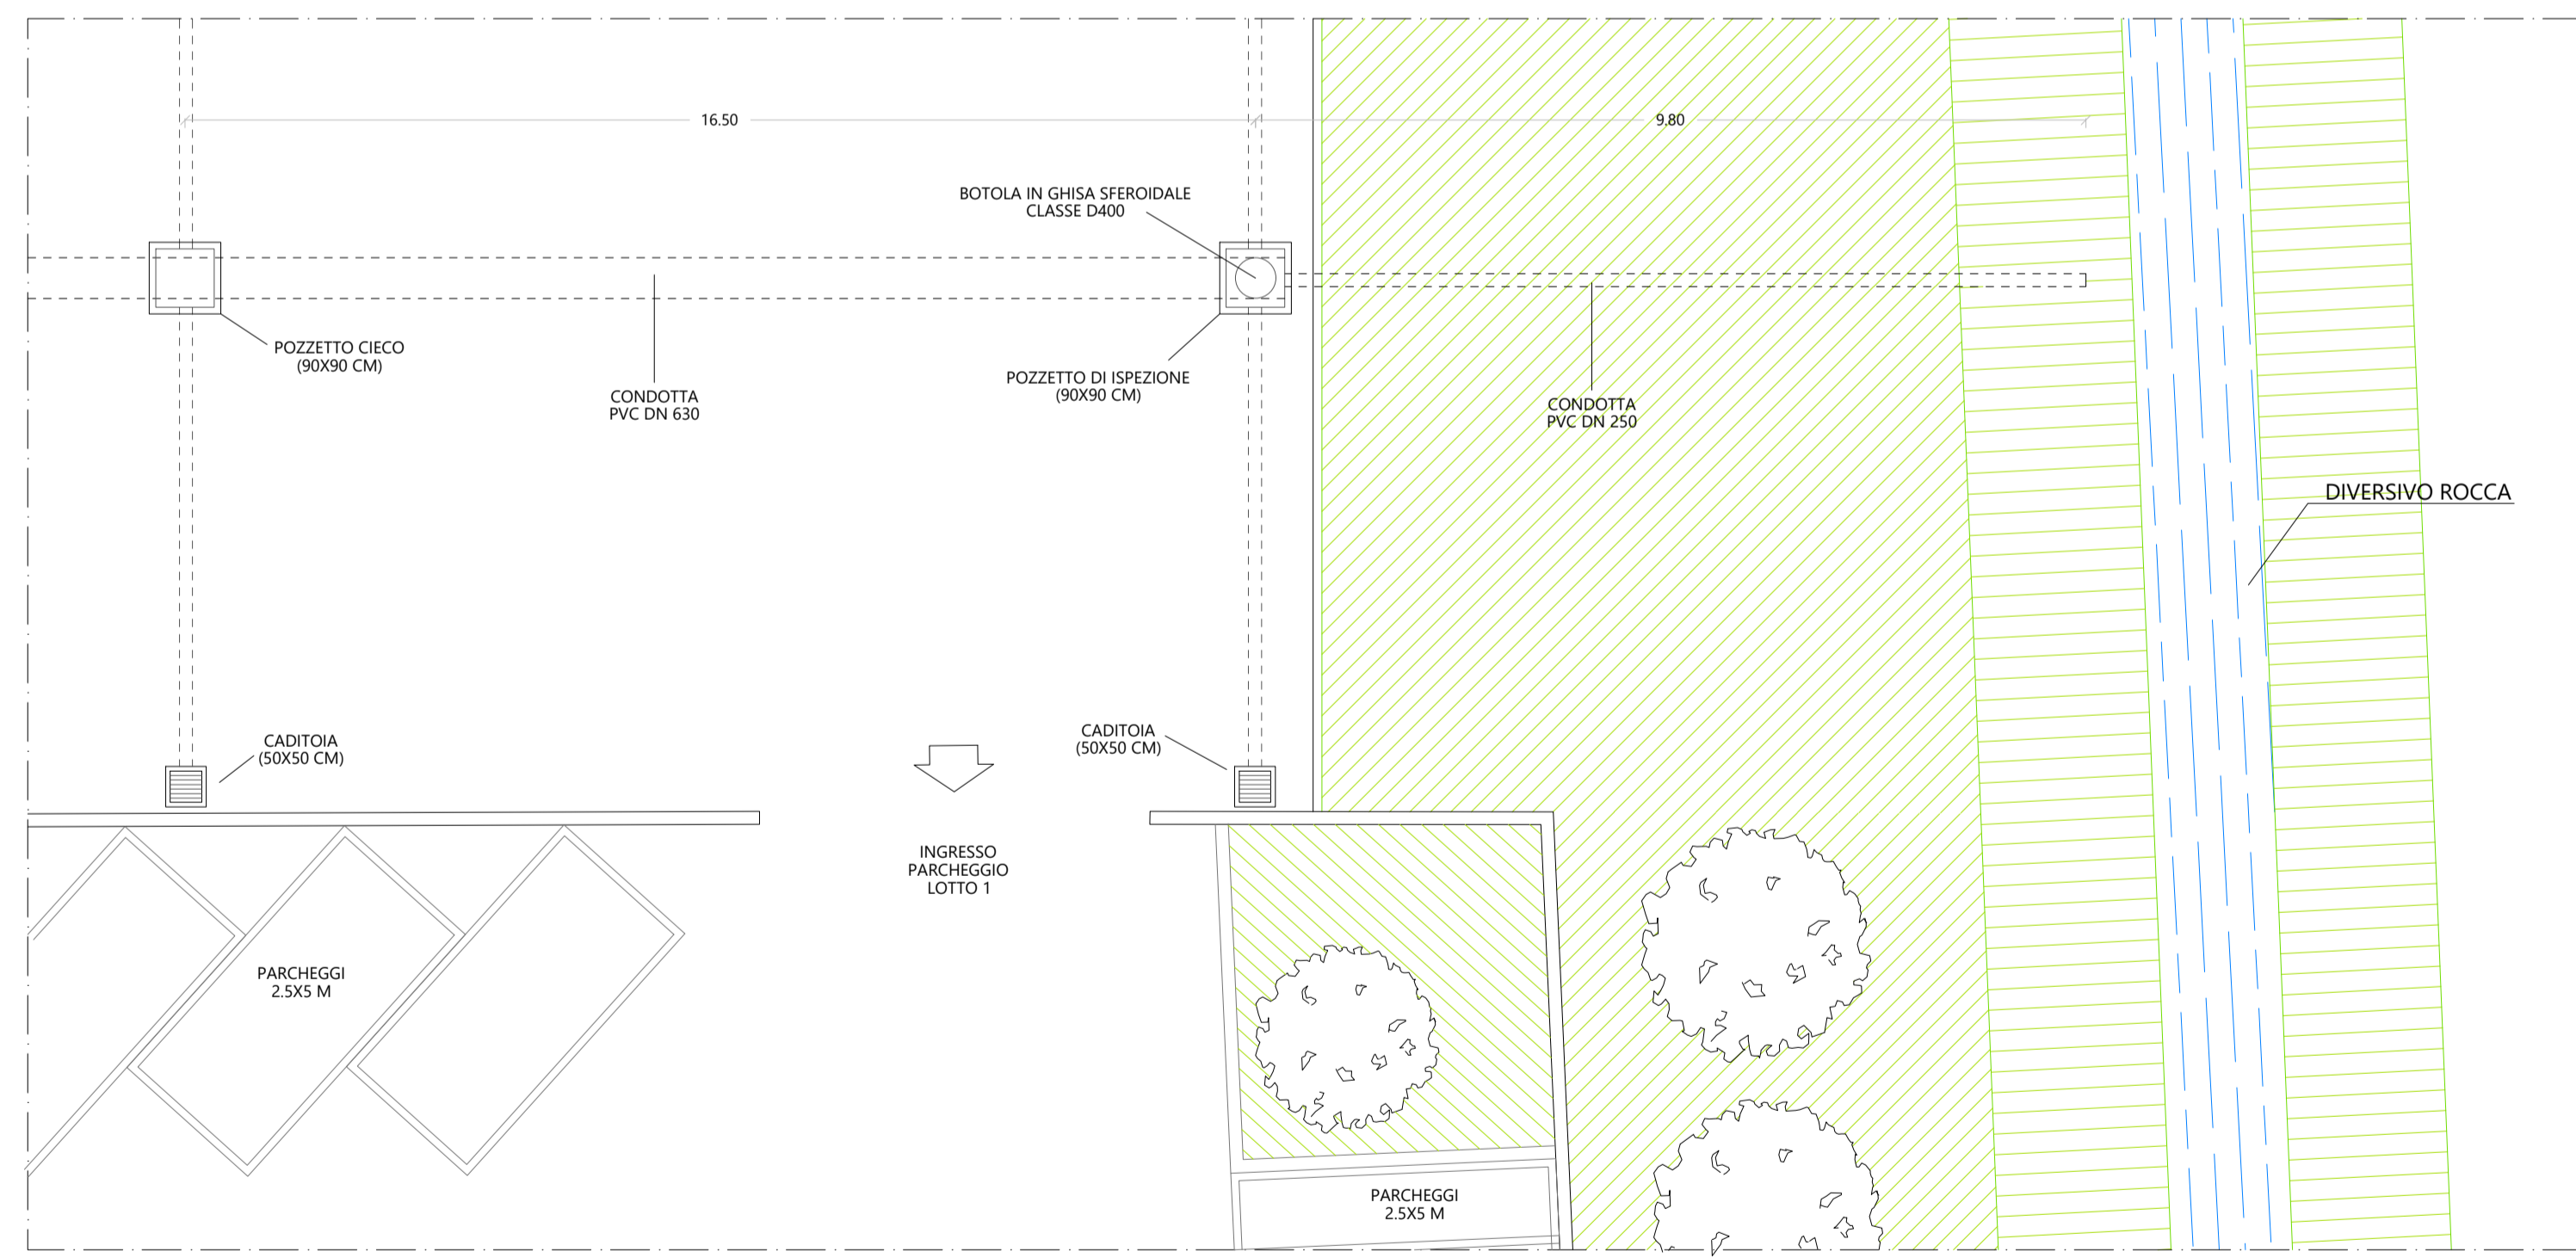 16.50
9.80
BOTOLA IN GHISA SFEROIDALE
CLASSE D400
POZZETTO CIECO
(90X90 CM)
POZZETTO DI ISPEZIONE
(90X90 CM)
CONDOTTA
PVC DN 630
CONDOTTA
PVC DN 250
DIVERSIVO ROCCA
CADITOIA
(50X50 CM)
CADITOIA
(50X50 CM)
INGRESSO
PARCHEGGIO
LOTTO 1
PARCHEGGI
2.5X5 M
PARCHEGGI
2.5X5 M